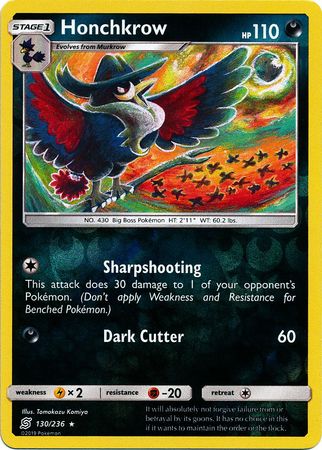 STAGE 1
Honchkrow
HP 110
Evolves from Murkrow
NO. 430 Big Boss Pokémon HT: 2'11" WT: 60.2 lbs.
Sharpshooting
This attack does 30 damage to 1 of your opponent's
Pokémon. (Don't apply Weakness and Resistance for
Benched Pokémon.)
Dark Cutter 60
weakness × 2 resistance -20 retreat
Illus. Tomokazu Komiya
130/236 ★
©2019 Pokémon
It will absolutely not forgive failure from or
betrayal by its goons. It has no choice in this
if it wants to maintain the order of the flock.